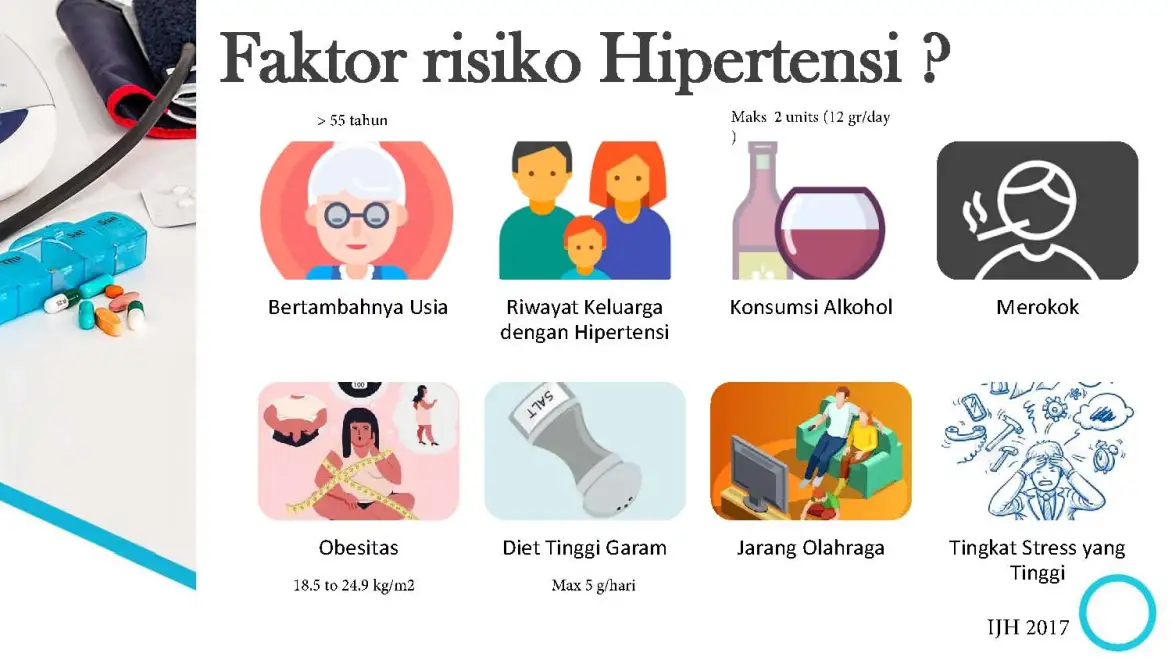 Faktor risiko Hipertensi ?
> 55 tahun
Maks 2 units (12 gr/day
)
Bertambahnya Usia
Riwayat Keluarga
dengan Hipertensi
Konsumsi Alkohol
Merokok
100
SALT
Obesitas
18.5 to 24.9 kg/m2
Diet Tinggi Garam
Max 5 g/hari
Jarang Olahraga
Tingkat Stress yang
Tinggi
IJH 2017
Sat
Sun